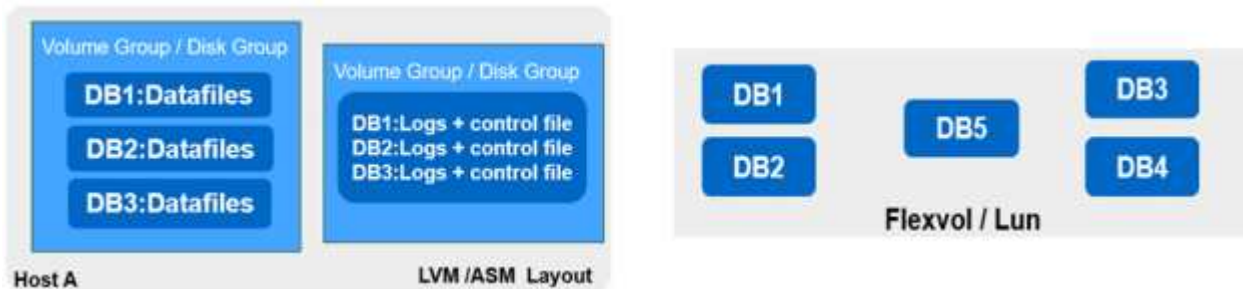 Volume Group / Disk Group
DB1:Datafiles
DB2:Datafiles
DB3:Datafiles
Volume Group / Disk Group
DB1:Logs + control file
DB2:Logs + control file
DB3:Logs + control file
Host A
LVM /ASM Layout
DB1
DB2
DB5
DB3
DB4
Flexvol / Lun